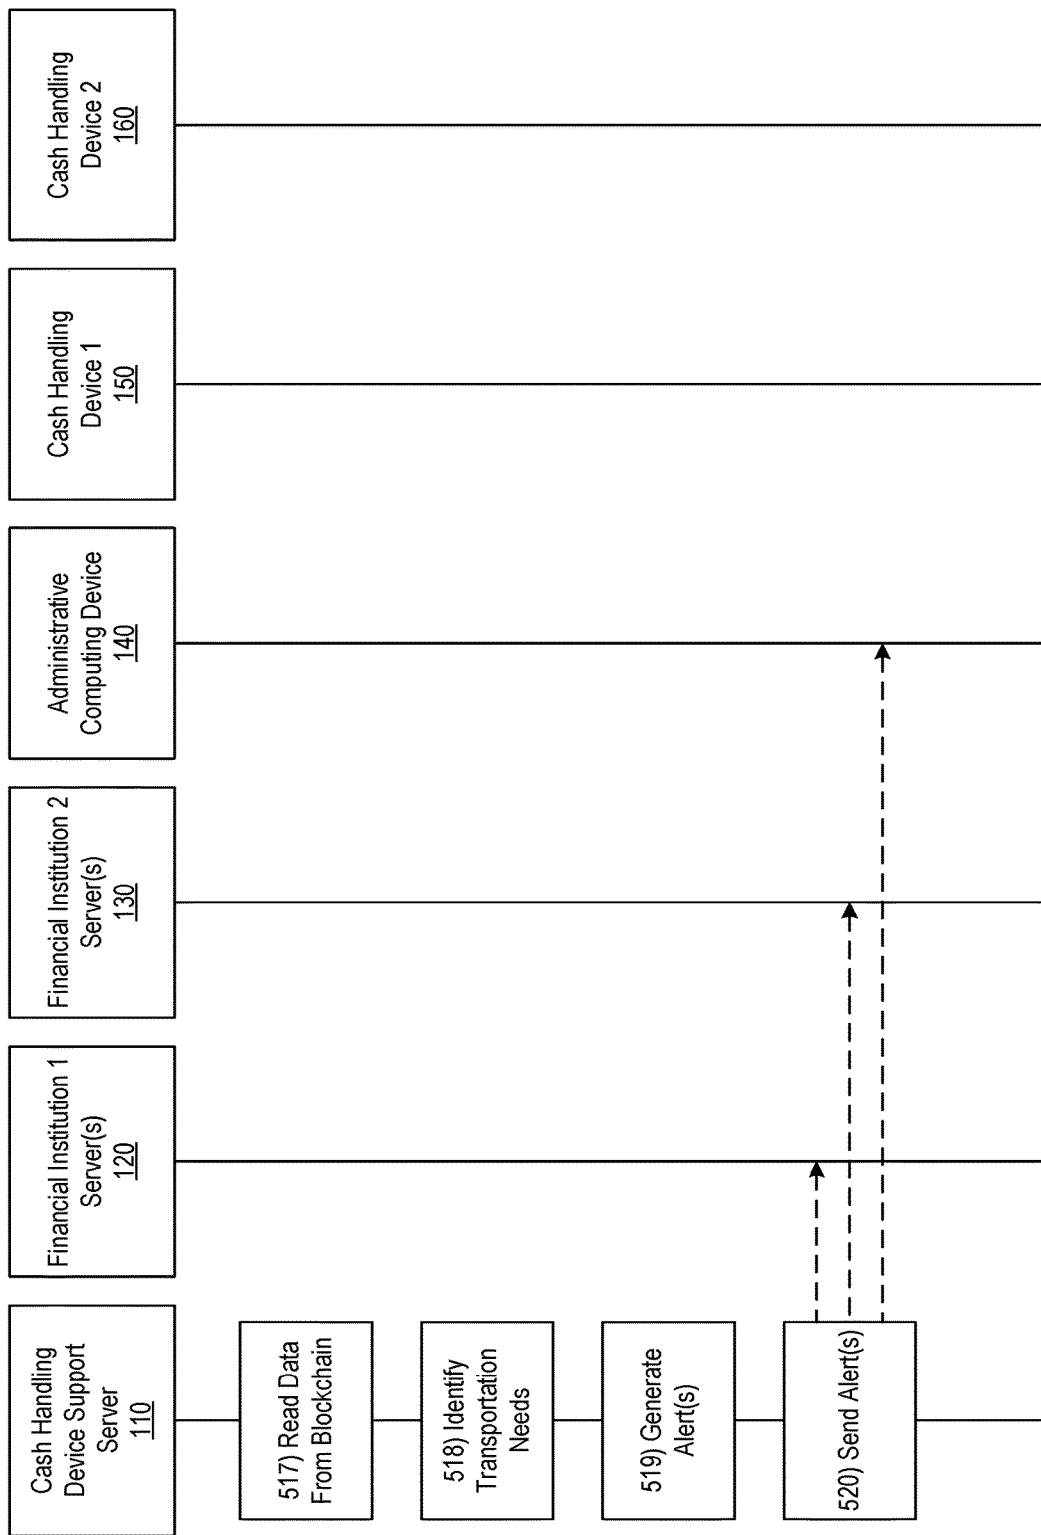 Cash Handling
Device Support
Server
110
Financial Institution 1
Server(s)
120
Financial Institution 2
Server(s)
130
Administrative
Computing Device
140
Cash Handling
Device 1
150
Cash Handling
Device 2
160
517) Read Data
From Blockchain
518) Identify
Transportation
Needs
519) Generate
Alert(s)
520) Send Alert(s)